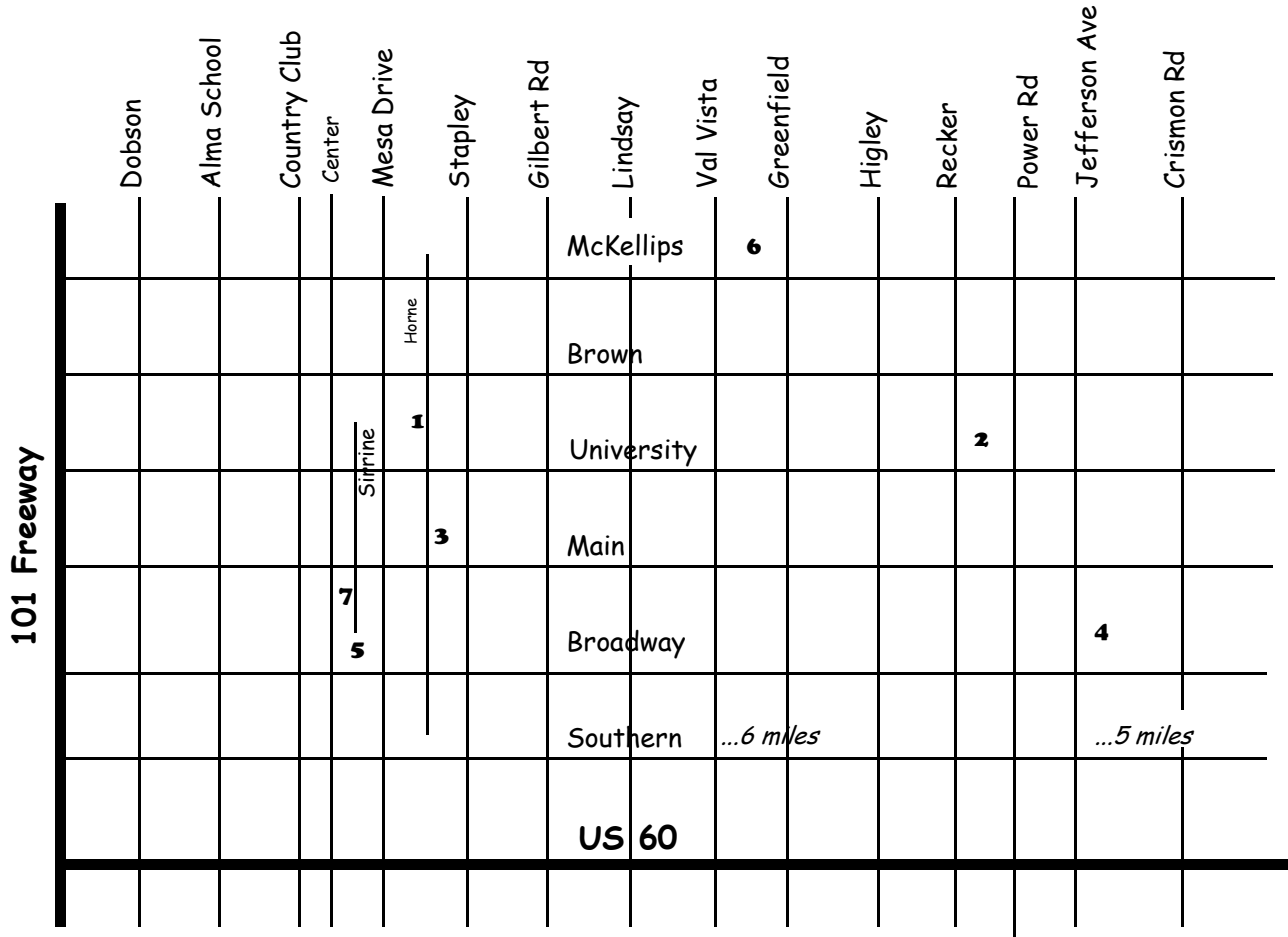 Dobson
Alma School
Country Club
Center
Mesa Drive
Stapley
Gilbert Rd
Lindsay
Val Vista
Greenfield
Higley
Recker
Power Rd
Jefferson Ave
Crismon Rd
McKellips
6
Horne
Brown
1
Sirrine
University
2
101 Freeway
3
Main
7
5
Broadway
4
Southern
...6 miles
...5 miles
US 60